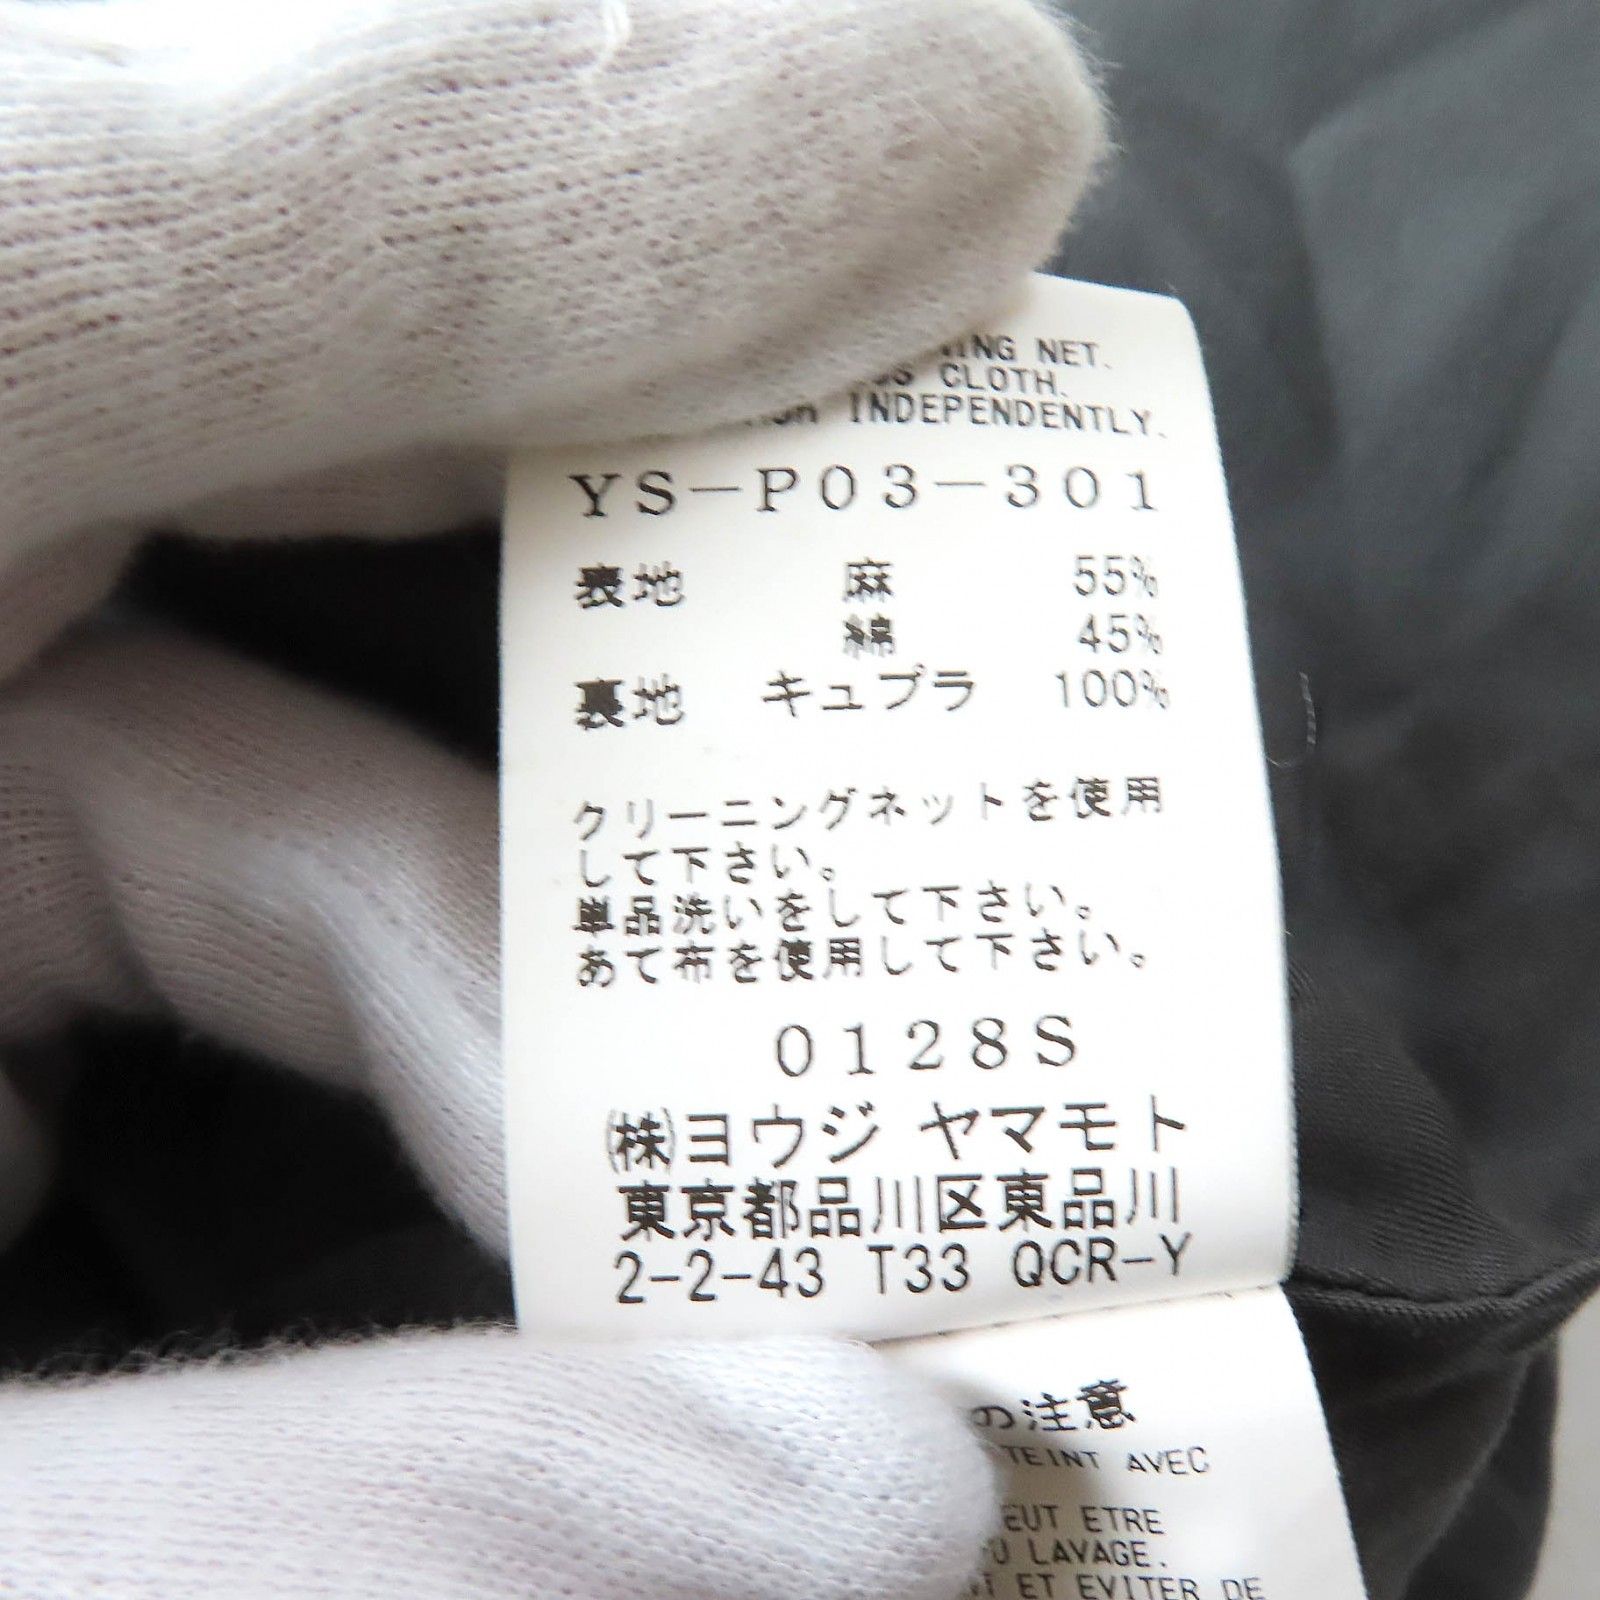 NET.
CLOTH.
INDEPENDENTLY.
YS-P03-301
表地 麻 55%
綿 45%
裏地 キュプラ 100%
クリーニングネットを使用
して下さい。
単品洗いをして下さい。
あて布を使用して下さい。
0128S
(株)ヨウジ ヤマモト
東京都品川区東品川
2-2-43 T33 QCR-Y
の注意
TEINT AVEC
ETRE
LAVAGE.
ET EVITER DE